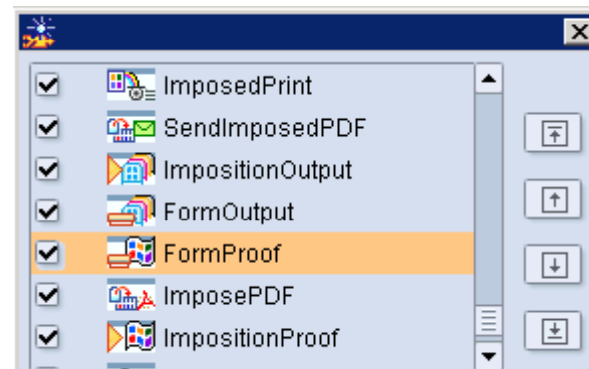 ImposedPrint
SendImposedPDF
ImpositionOutput
FormOutput
FormProof
ImposePDF
ImpositionProof